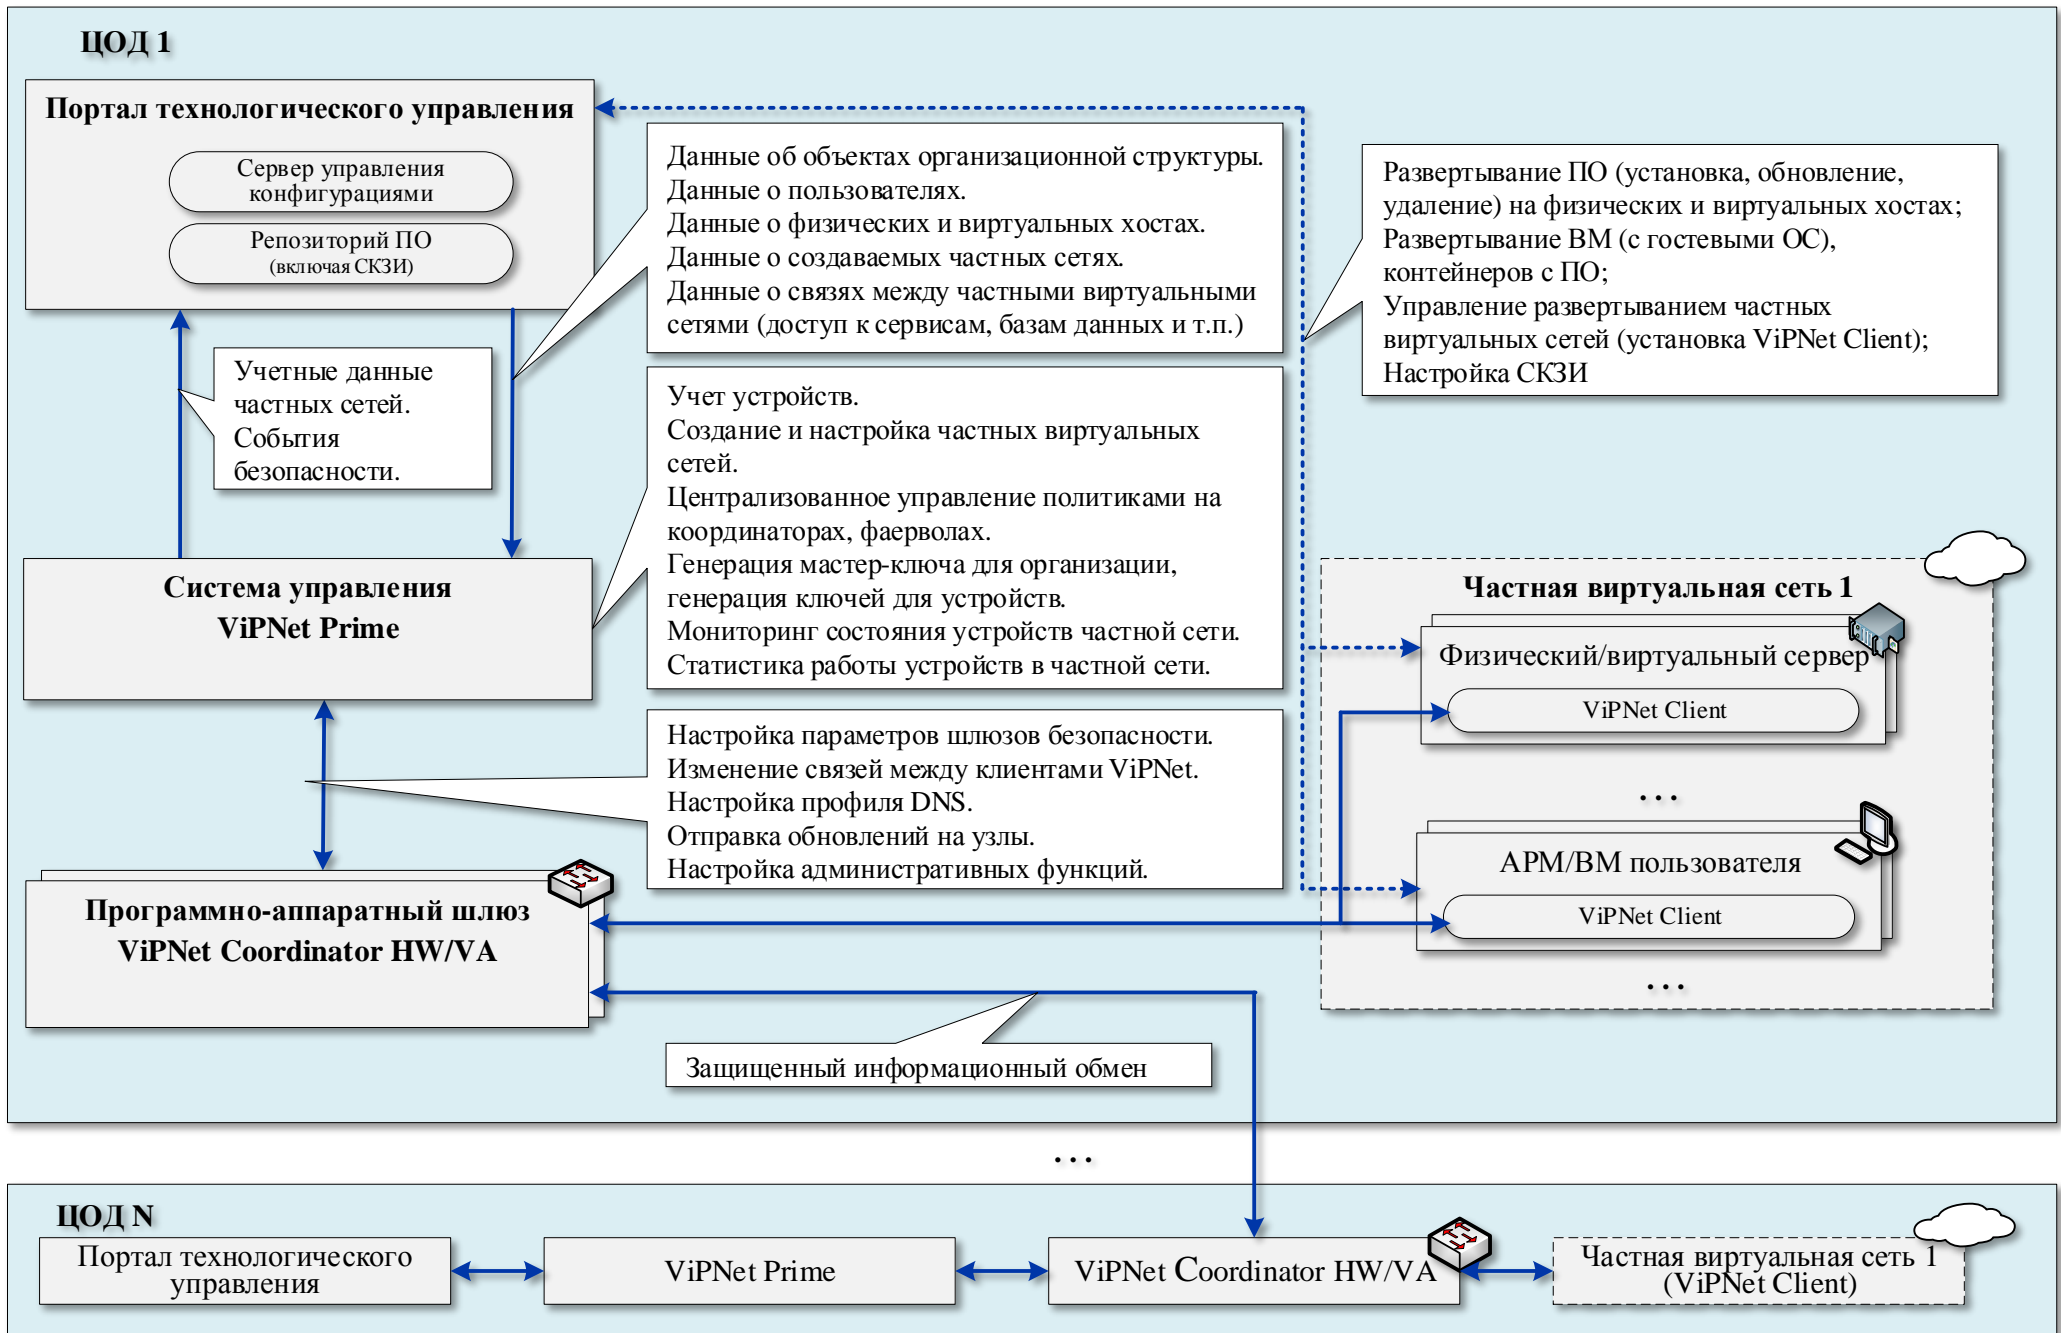 ЦОД 1
Портал технологического управления
Сервер управления
конфигурациями
Репозиторий ПО
(включая СКЗИ)
Данные об объектах организационной структуры.
Данные о пользователях.
Данные о физических и виртуальных хостах.
Данные о создаваемых частных сетях.
Данные о связях между частными виртуальными
сетями (доступ к сервисам, базам данных и т.п.)
Развертывание ПО (установка, обновление,
удаление) на физических и виртуальных хостах;
Развертывание ВМ (с гостевыми ОС),
контейнеров с ПО;
Управление развертыванием частных
виртуальных сетей (установка ViPNet Client);
Настройка СКЗИ
Учетные данные
частных сетей.
События
безопасности.
Учет устройств.
Создание и настройка частных виртуальных
сетей.
Централизованное управление политиками на
координаторах, фаерволах.
Генерация мастер-ключа для организации,
генерация ключей для устройств.
Мониторинг состояния устройств частной сети.
Статистика работы устройств в частной сети.
Система управления
ViPNet Prime
Частная виртуальная сеть 1
Физический/виртуальный сервер
ViPNet Client
...
АРМ/ВМ пользователя
ViPNet Client
...
Настройка параметров шлюзов безопасности.
Изменение связей между клиентами ViPNet.
Настройка профиля DNS.
Отправка обновлений на узлы.
Настройка административных функций.
Программно-аппаратный шлюз
ViPNet Coordinator HW/VA
Защищенный информационный обмен
...
ЦОД N
Портал технологического
управления
ViPNet Prime
ViPNet Coordinator HW/VA
Частная виртуальная сеть 1
(ViPNet Client)